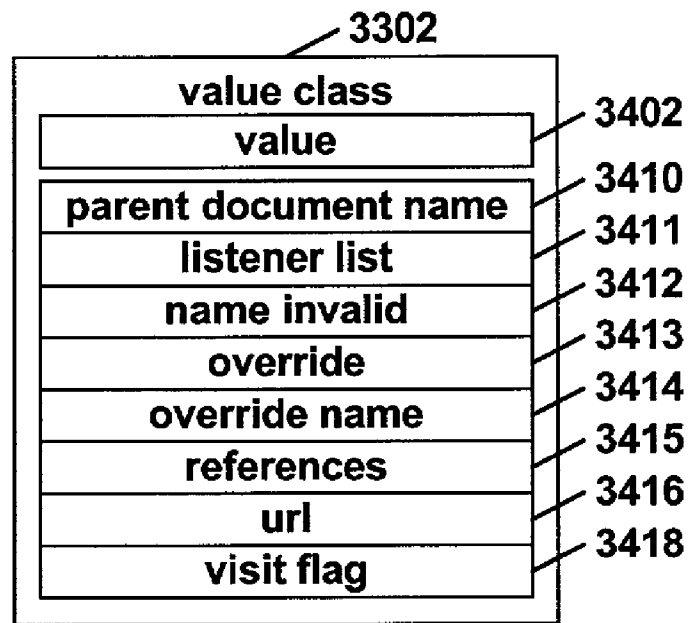 3302
value class
value 3402
parent document name 3410
listener list 3411
name invalid 3412
override 3413
override name 3414
references 3415
url 3416
visit flag 3418